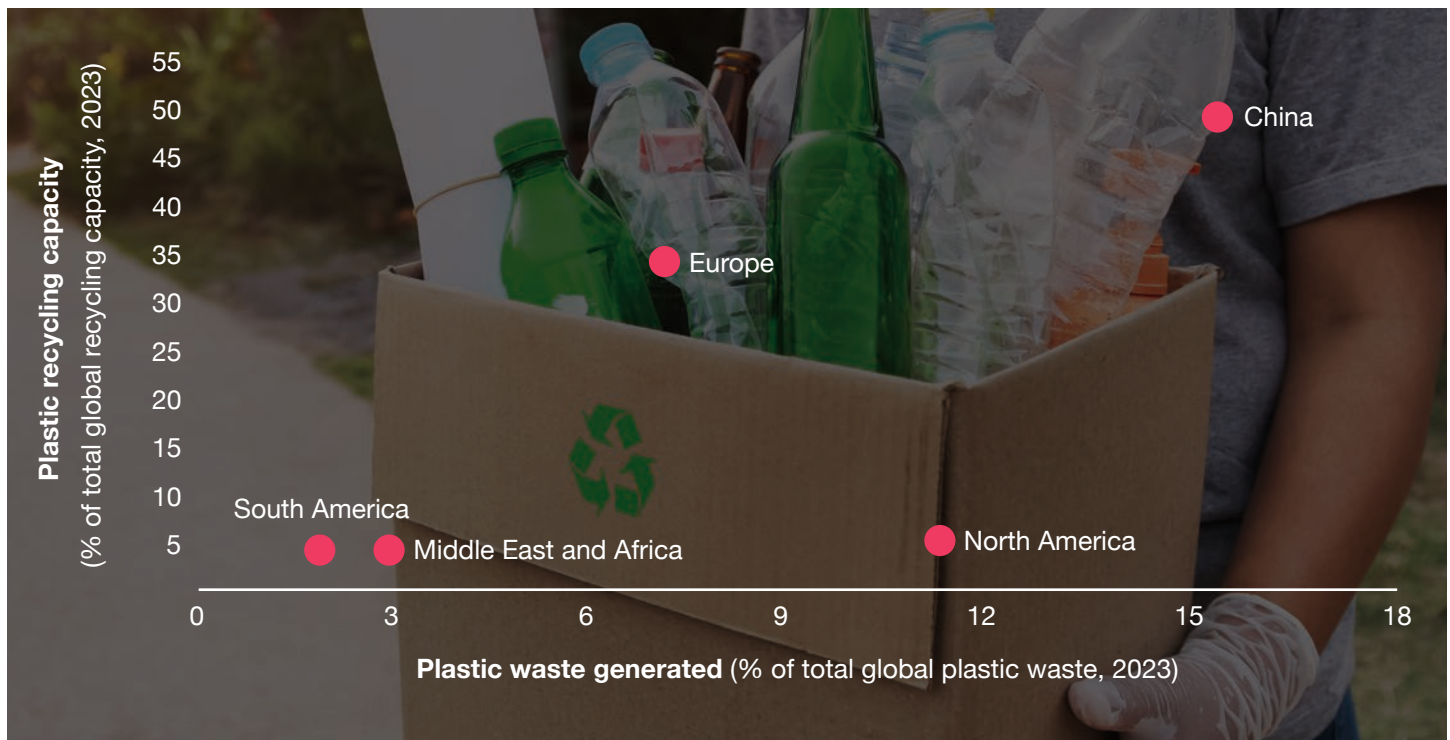 Plastic recycling capacity
(% of total global recycling capacity, 2023)
55
50
45
40
35
30
25
20
15
10
5
China
Europe
South America
Middle East and Africa
North America
0 3 6 9 12 15 18
Plastic waste generated (% of total global plastic waste, 2023)